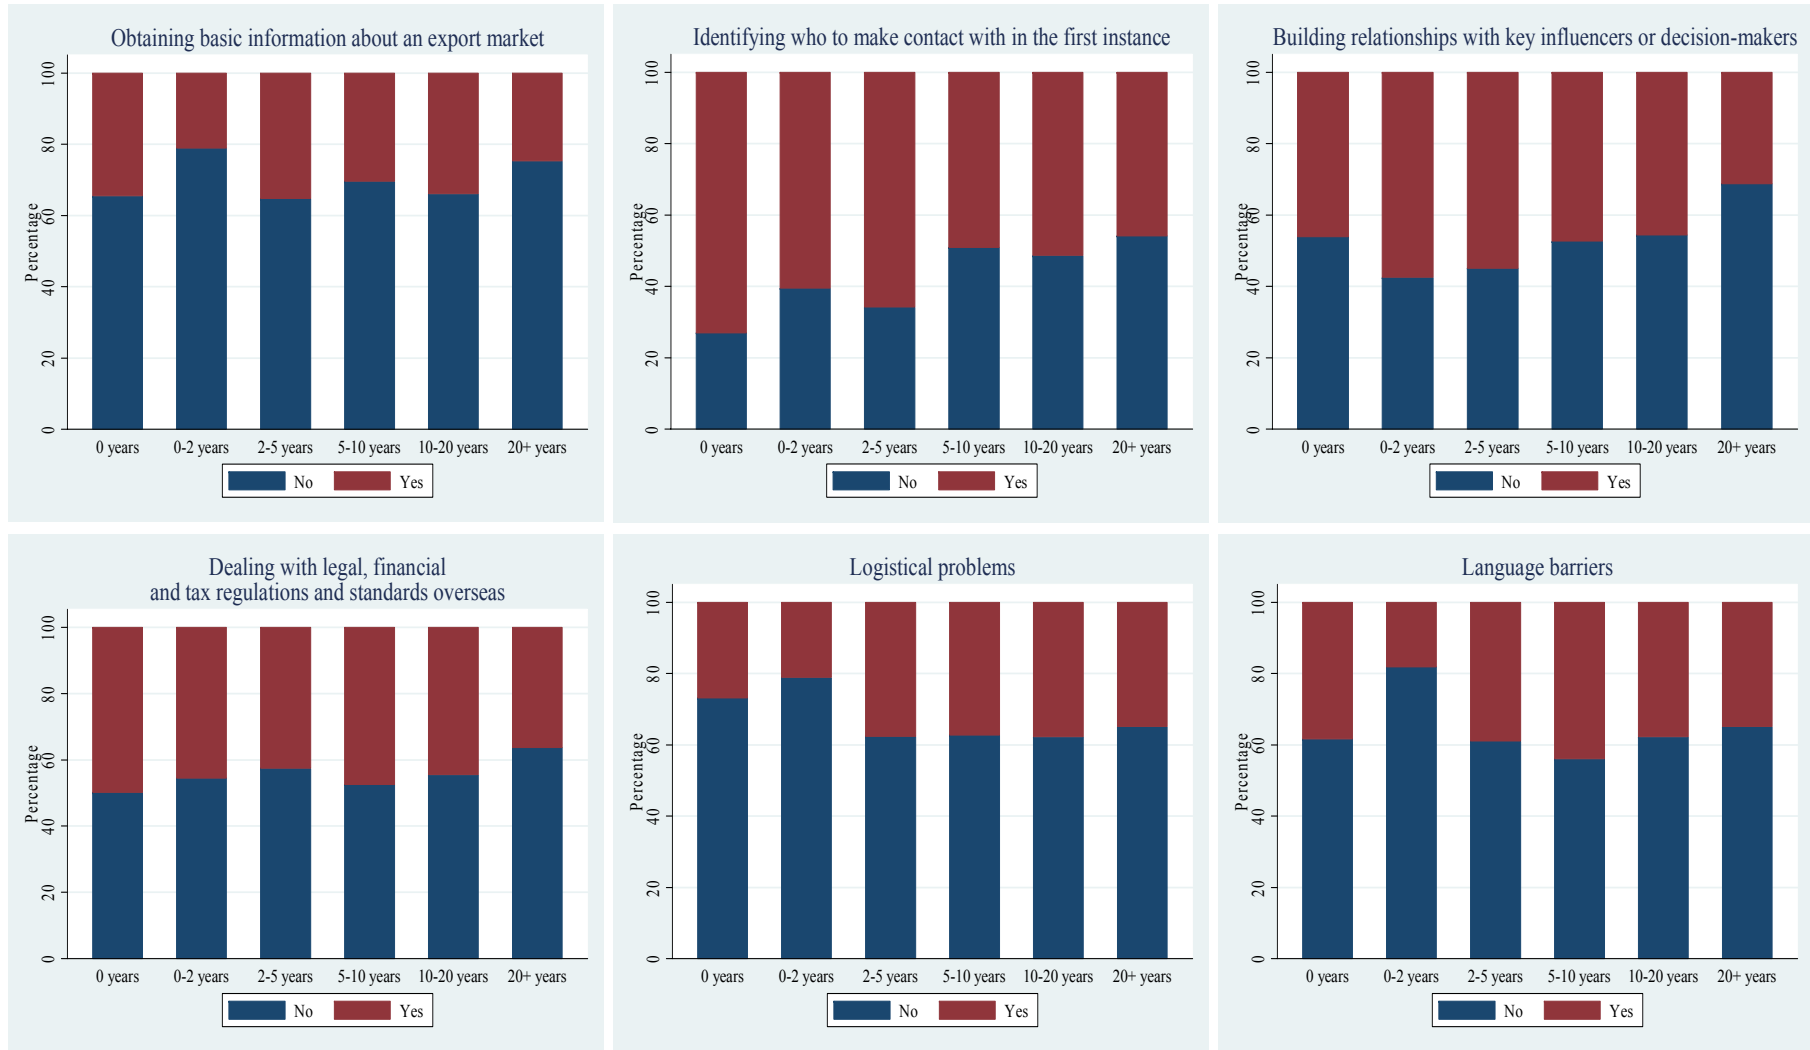 Obtaining basic information about an export market
Percentage
100
80
60
40
20
0
0 years 0-2 years 2-5 years 5-10 years 10-20 years 20+ years
No Yes
Identifying who to make contact with in the first instance
Percentage
100
80
60
40
20
0
0 years 0-2 years 2-5 years 5-10 years 10-20 years 20+ years
No Yes
Building relationships with key influencers or decision-makers
Percentage
100
80
60
40
20
0
0 years 0-2 years 2-5 years 5-10 years 10-20 years 20+ years
No Yes
Dealing with legal, financial
and tax regulations and standards overseas
Percentage
100
80
60
40
20
0
0 years 0-2 years 2-5 years 5-10 years 10-20 years 20+ years
No Yes
Logistical problems
Percentage
100
80
60
40
20
0
0 years 0-2 years 2-5 years 5-10 years 10-20 years 20+ years
No Yes
Language barriers
Percentage
100
80
60
40
20
0
0 years 0-2 years 2-5 years 5-10 years 10-20 years 20+ years
No Yes